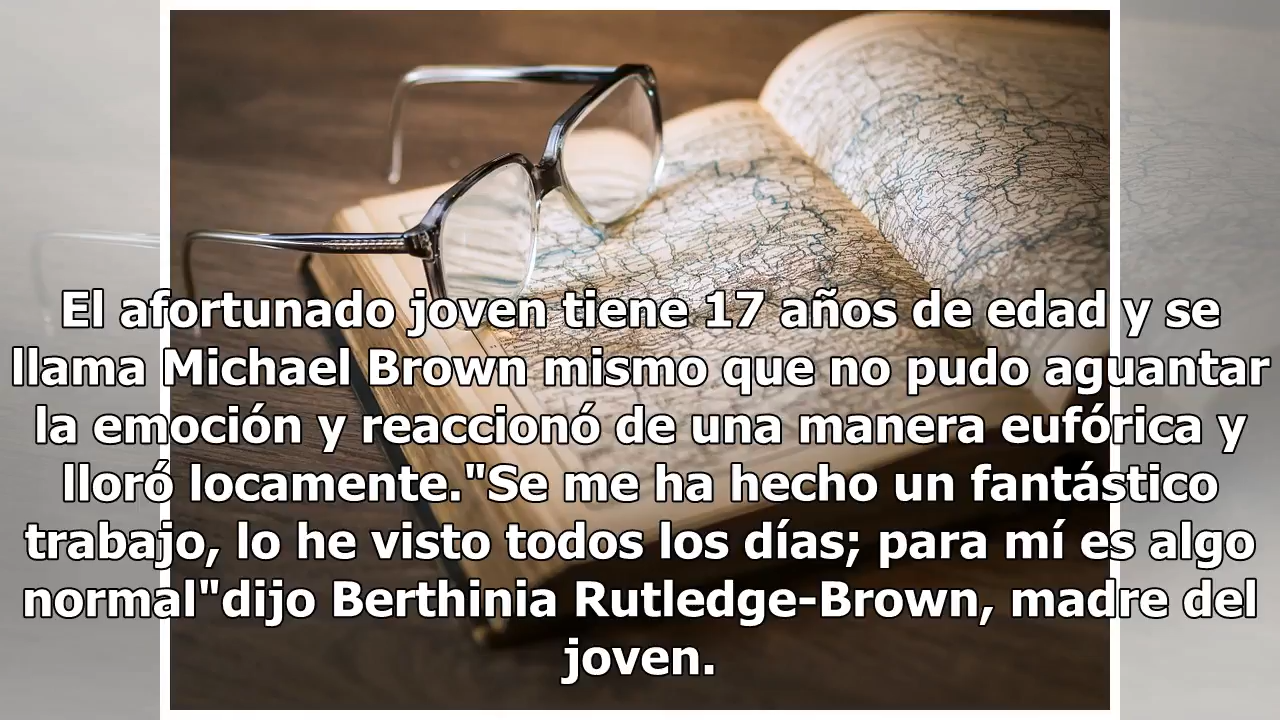 El afortunado joven tiene 17 años de edad y se
llama Michael Brown mismo que no pudo aguantar
la emoción y reaccionó de una manera eufórica y
lloró locamente."Se me ha hecho un fantástico
trabajo, lo he visto todos los días; para mí es algo
normal"dijo Berthinia Rutledge-Brown, madre del
joven.